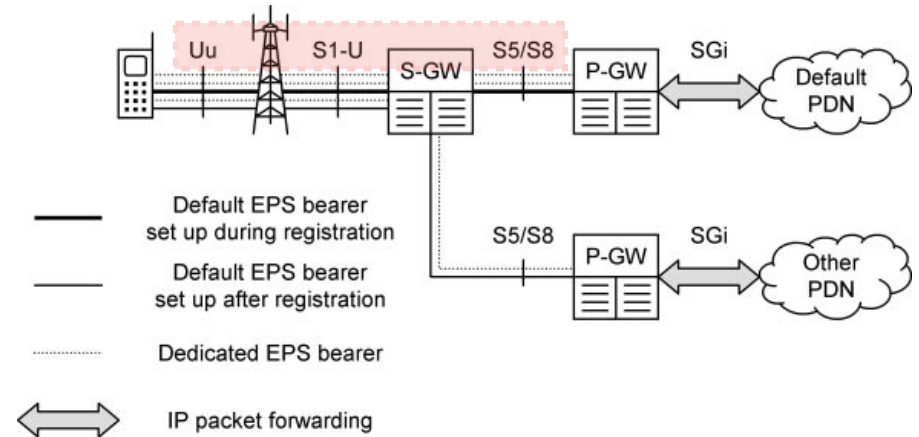 Uu
S1-U
S-GW
S5/S8
P-GW
SGi
Default
PDN
Default EPS bearer
set up during registration
S5/S8
P-GW
SGi
Other
PDN
Default EPS bearer
set up after registration
Dedicated EPS bearer
IP packet forwarding